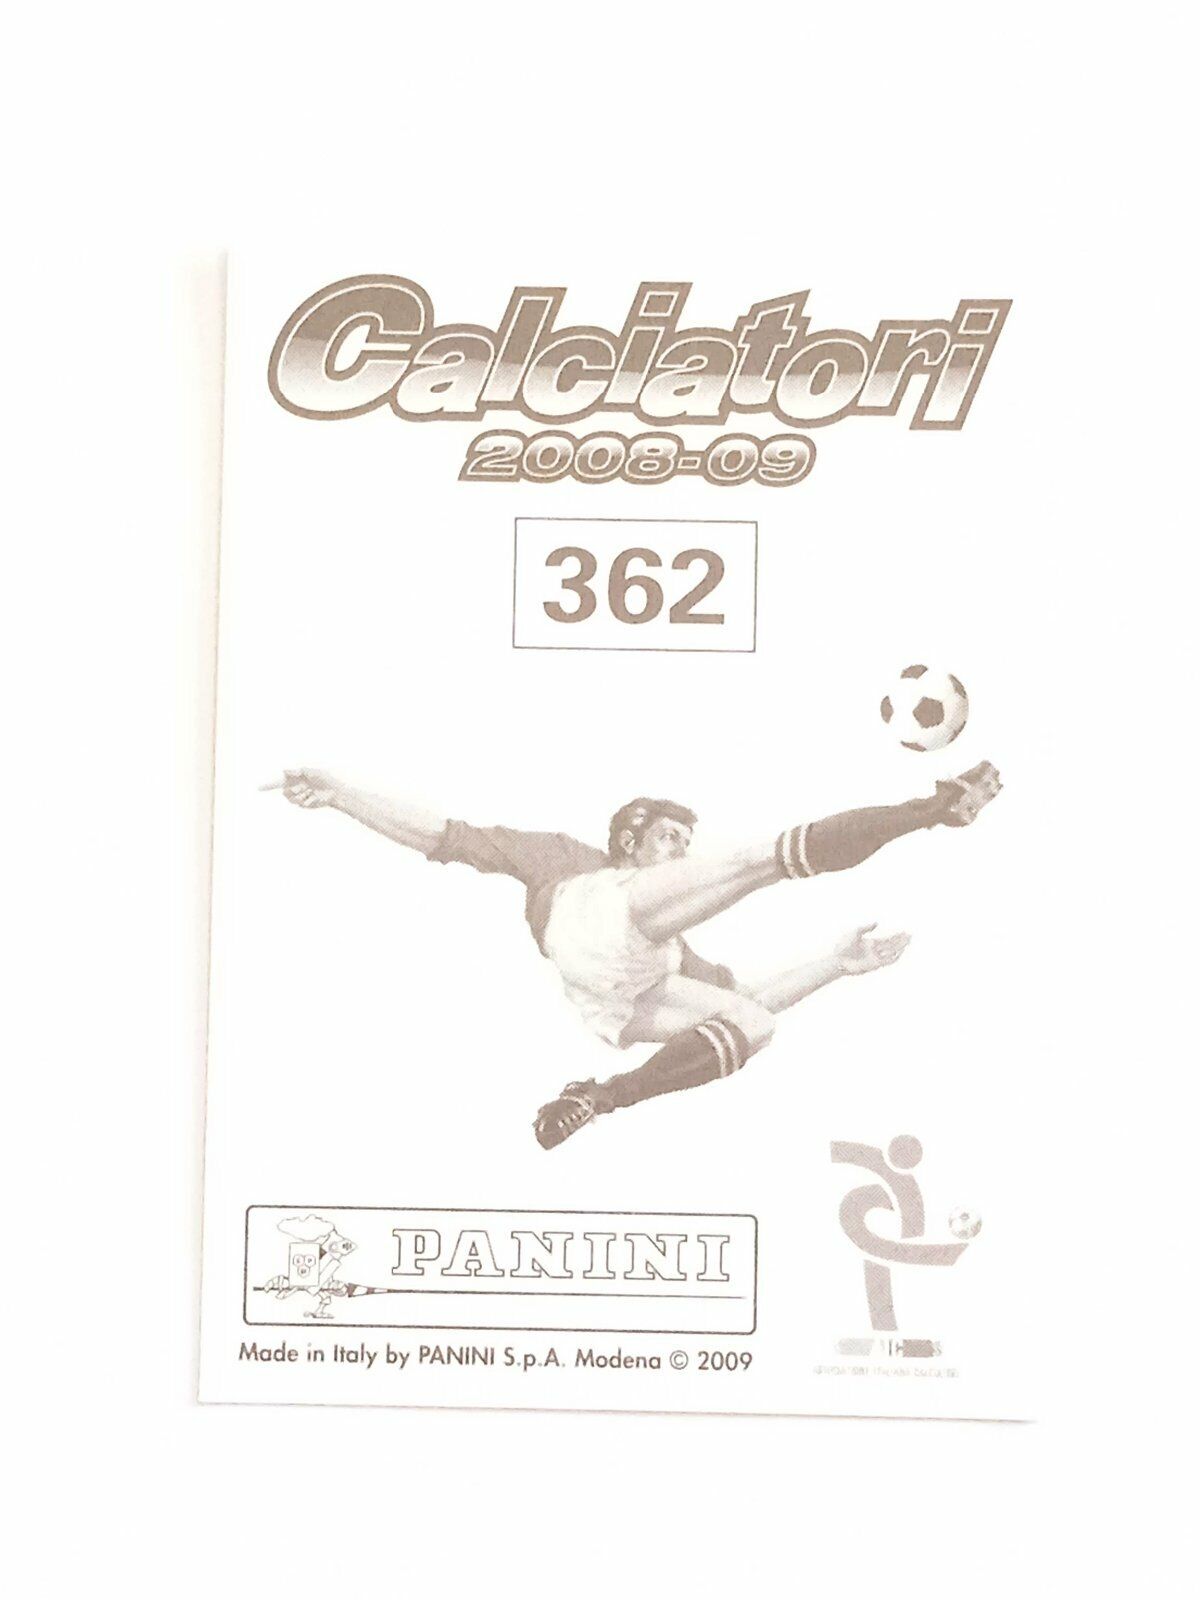 Calciatori
2008-09
362
PANINI
Made in Italy by PANINI S.p.A. Modena © 2009